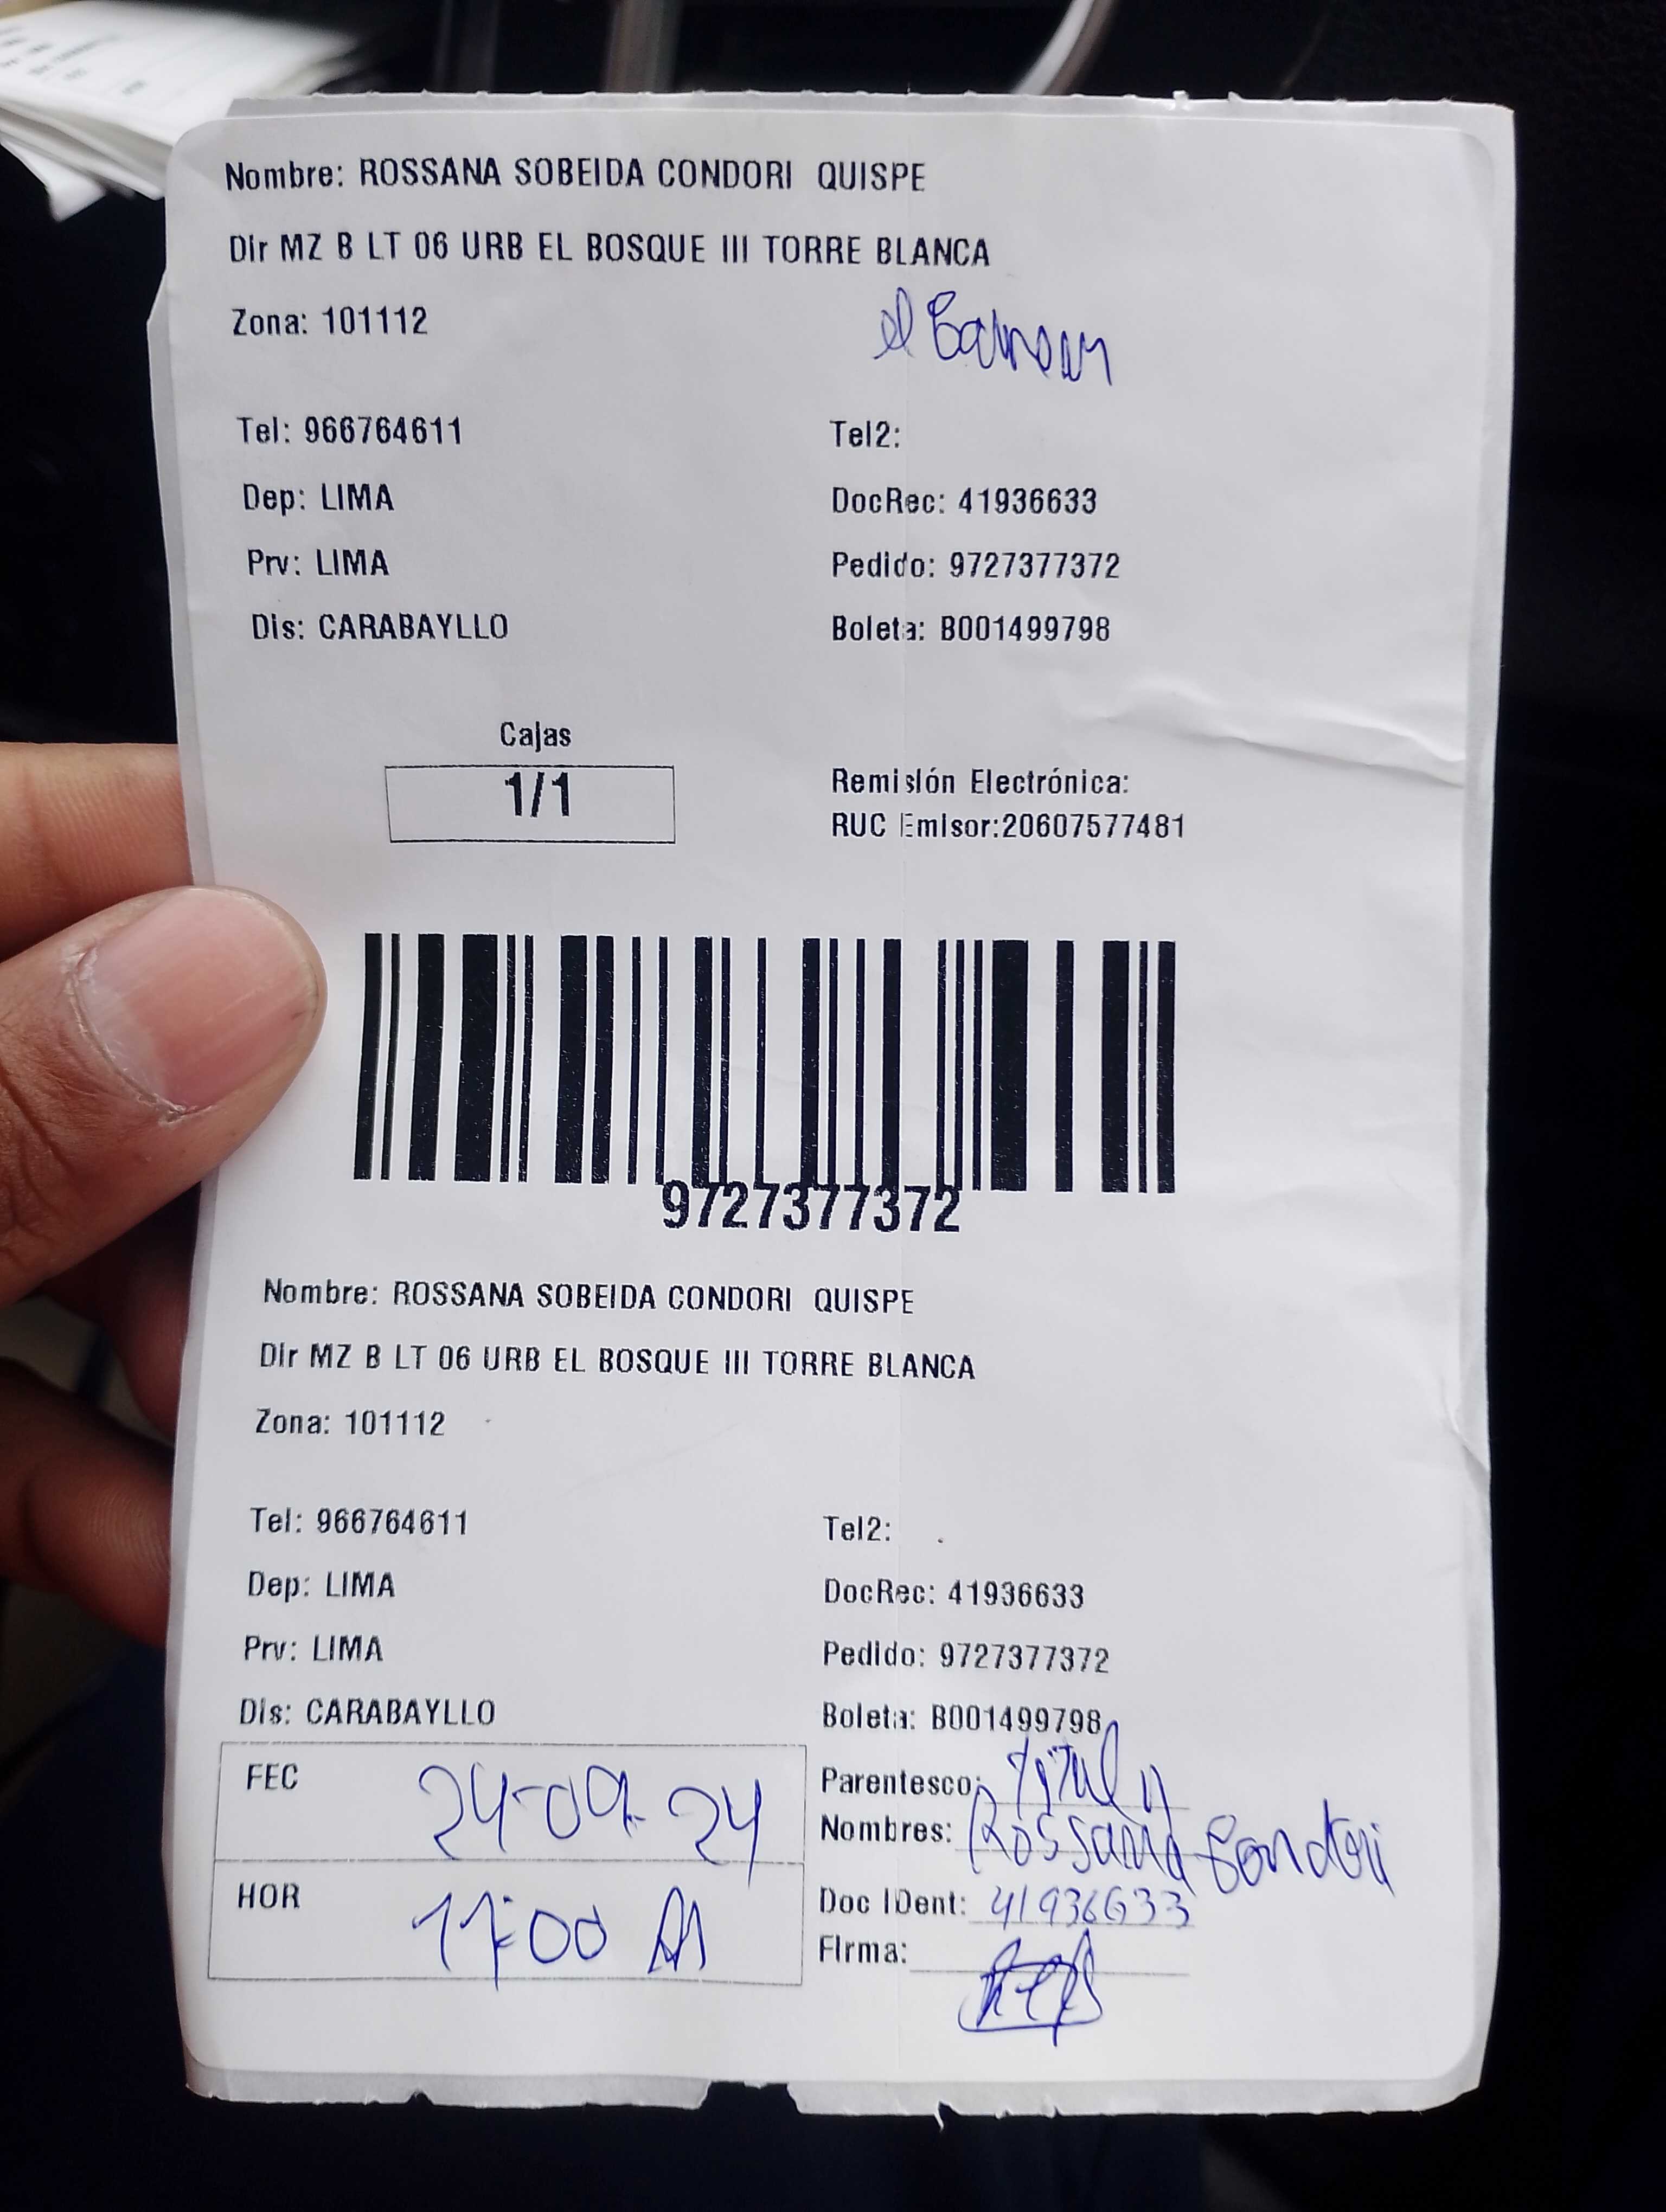 Nombre: ROSSANA SOBEIDA CONDORI QUISPE
Dir MZ B LT 06 URB EL BOSQUE III TORRE BLANCA
Zona: 101112
el
Tel: 966764611 Tel2:
Dep: LIMA DocRec: 41936633
Prv: LIMA Pedido: 9727377372
Dis: CARABAYLLO Boleta: B001499798
Cajas
1/1
Remisión Electrónica:
RUC Emisor:20607577481
9727377372
Nombre: ROSSANA SOBEIDA CONDORI QUISPE
Dir MZ B LT 06 URB EL BOSQUE III TORRE BLANCA
Zona: 101112
Tel: 966764611 Tel2:
Dep: LIMA DocRec: 41936633
Prv: LIMA Pedido: 9727377372
Dis: CARABAYLLO Boleta: B001499798
FEC 24-09-24
HOR 11:00
Parentesco:
Nombres: Rossana Condori
Doc IDent: 41936633
Firma: